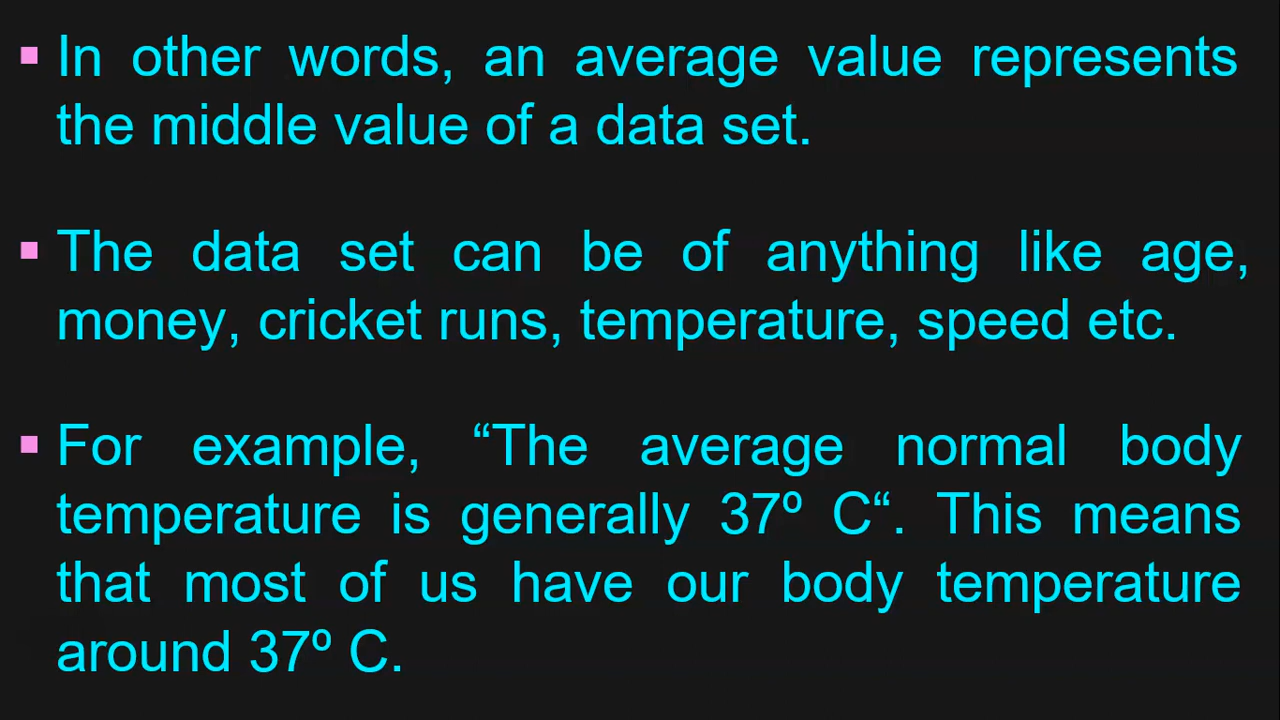 ▪ In other words, an average value represents
the middle value of a data set.
▪ The data set can be of anything like age,
money, cricket runs, temperature, speed etc.
▪ For example, “The average normal body
temperature is generally 37º C“. This means
that most of us have our body temperature
around 37º C.